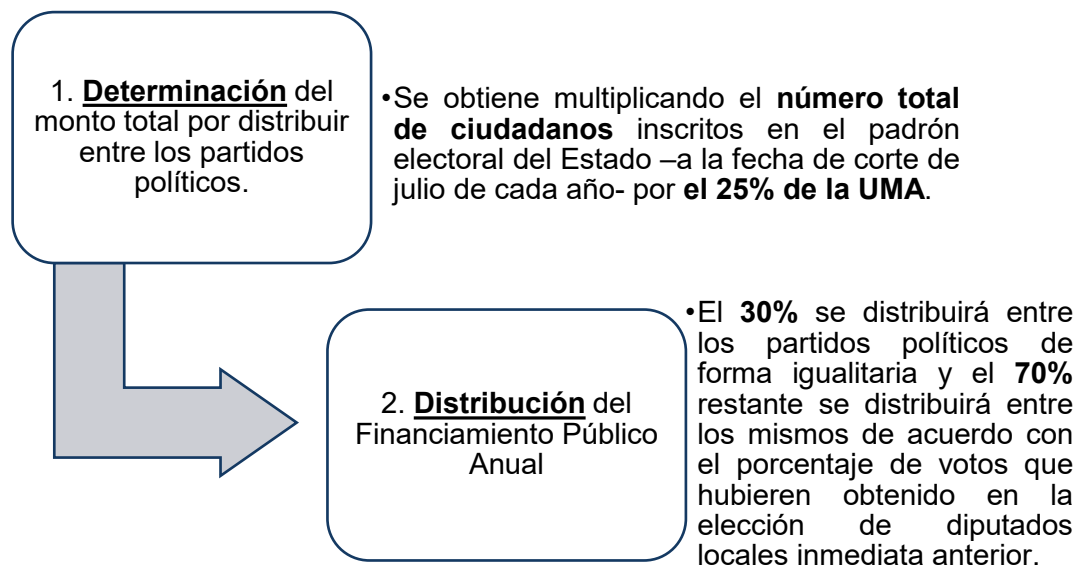 1. Determinación del
monto total por distribuir
entre los partidos
políticos.
•Se obtiene multiplicando el número total
de ciudadanos inscritos en el padrón
electoral del Estado –a la fecha de corte de
julio de cada año- por el 25% de la UMA.
2. Distribución del
Financiamiento Público
Anual
•El 30% se distribuirá entre
los partidos políticos de
forma igualitaria y el 70%
restante se distribuirá entre
los mismos de acuerdo con
el porcentaje de votos que
hubieren obtenido en la
elección de diputados
locales inmediata anterior.